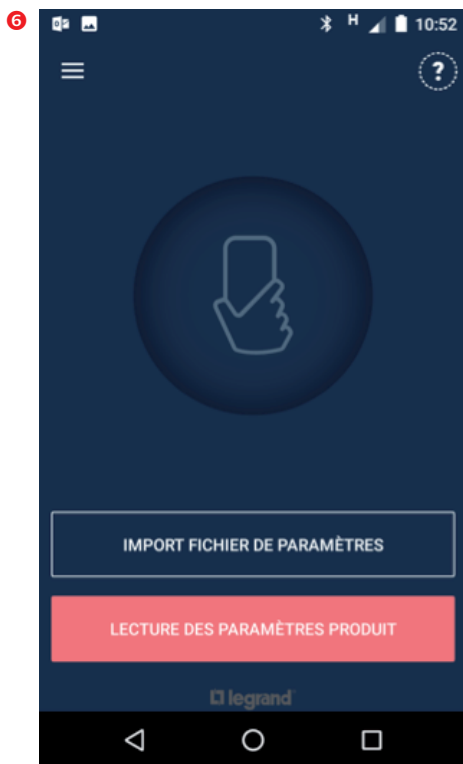 6
H 10:52
?
IMPORT FICHIER DE PARAMÈTRES
LECTURE DES PARAMÈTRES PRODUIT
legrand